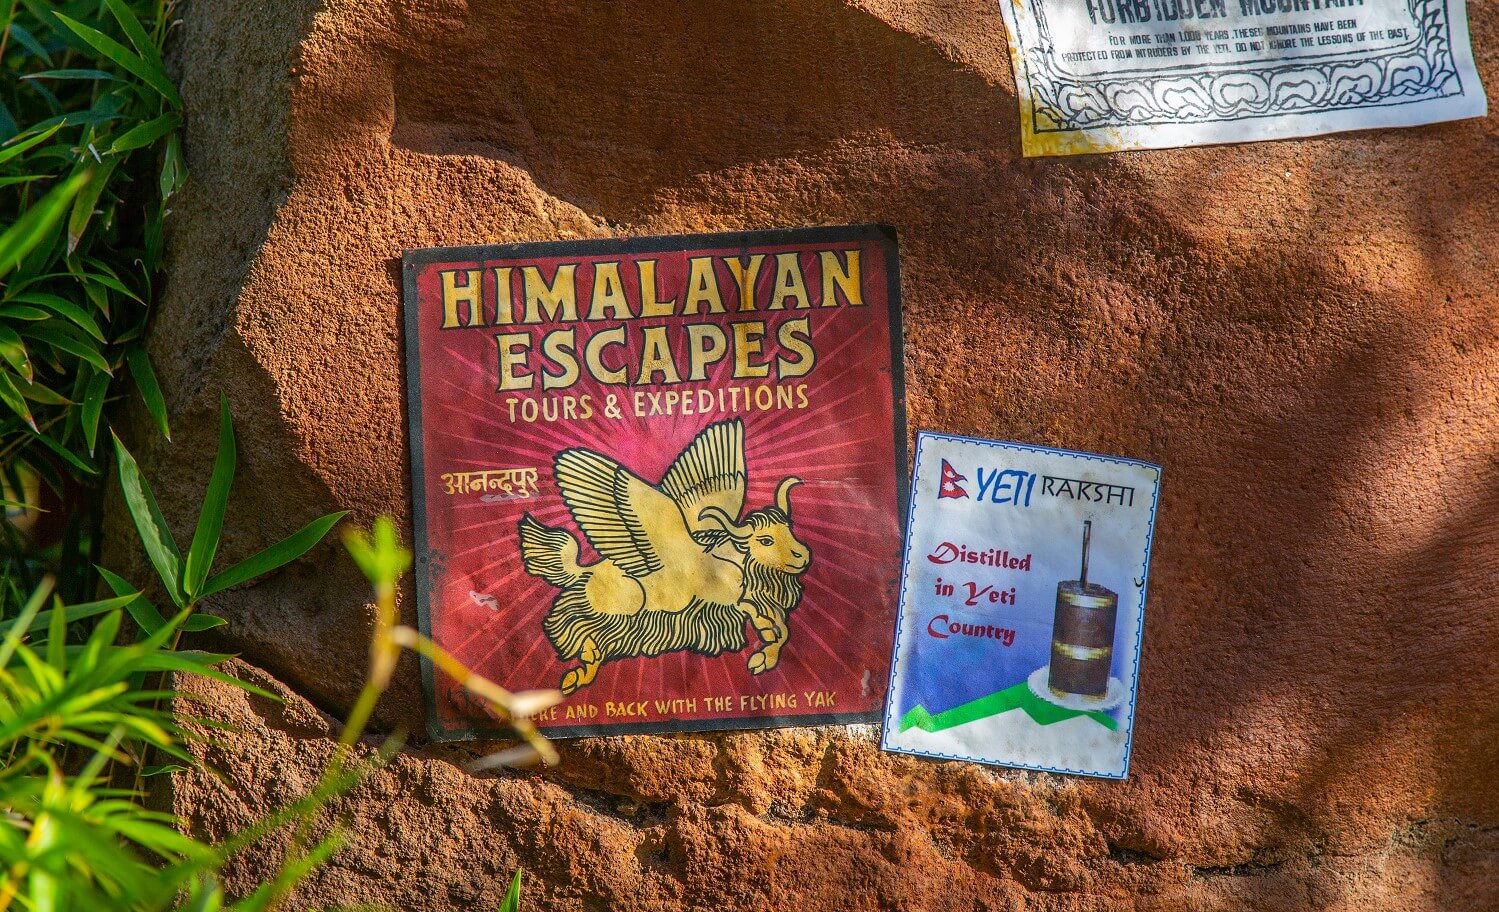 FORBIDDEN MOUNTAIN
FOR MORE THAN 1,000 YEARS ,THESE MOUNTAINS HAVE BEEN
PROTECTED FROM INTRUDERS BY THE YETI. DO NOT IGNORE THE LESSONS OF THE PAST.
HIMALAYAN
ESCAPES
TOURS & EXPEDITIONS
आनन्दपुर
AND BACK WITH THE FLYING YAK
YETI RAKSHI
Distilled
in Yeti
Country